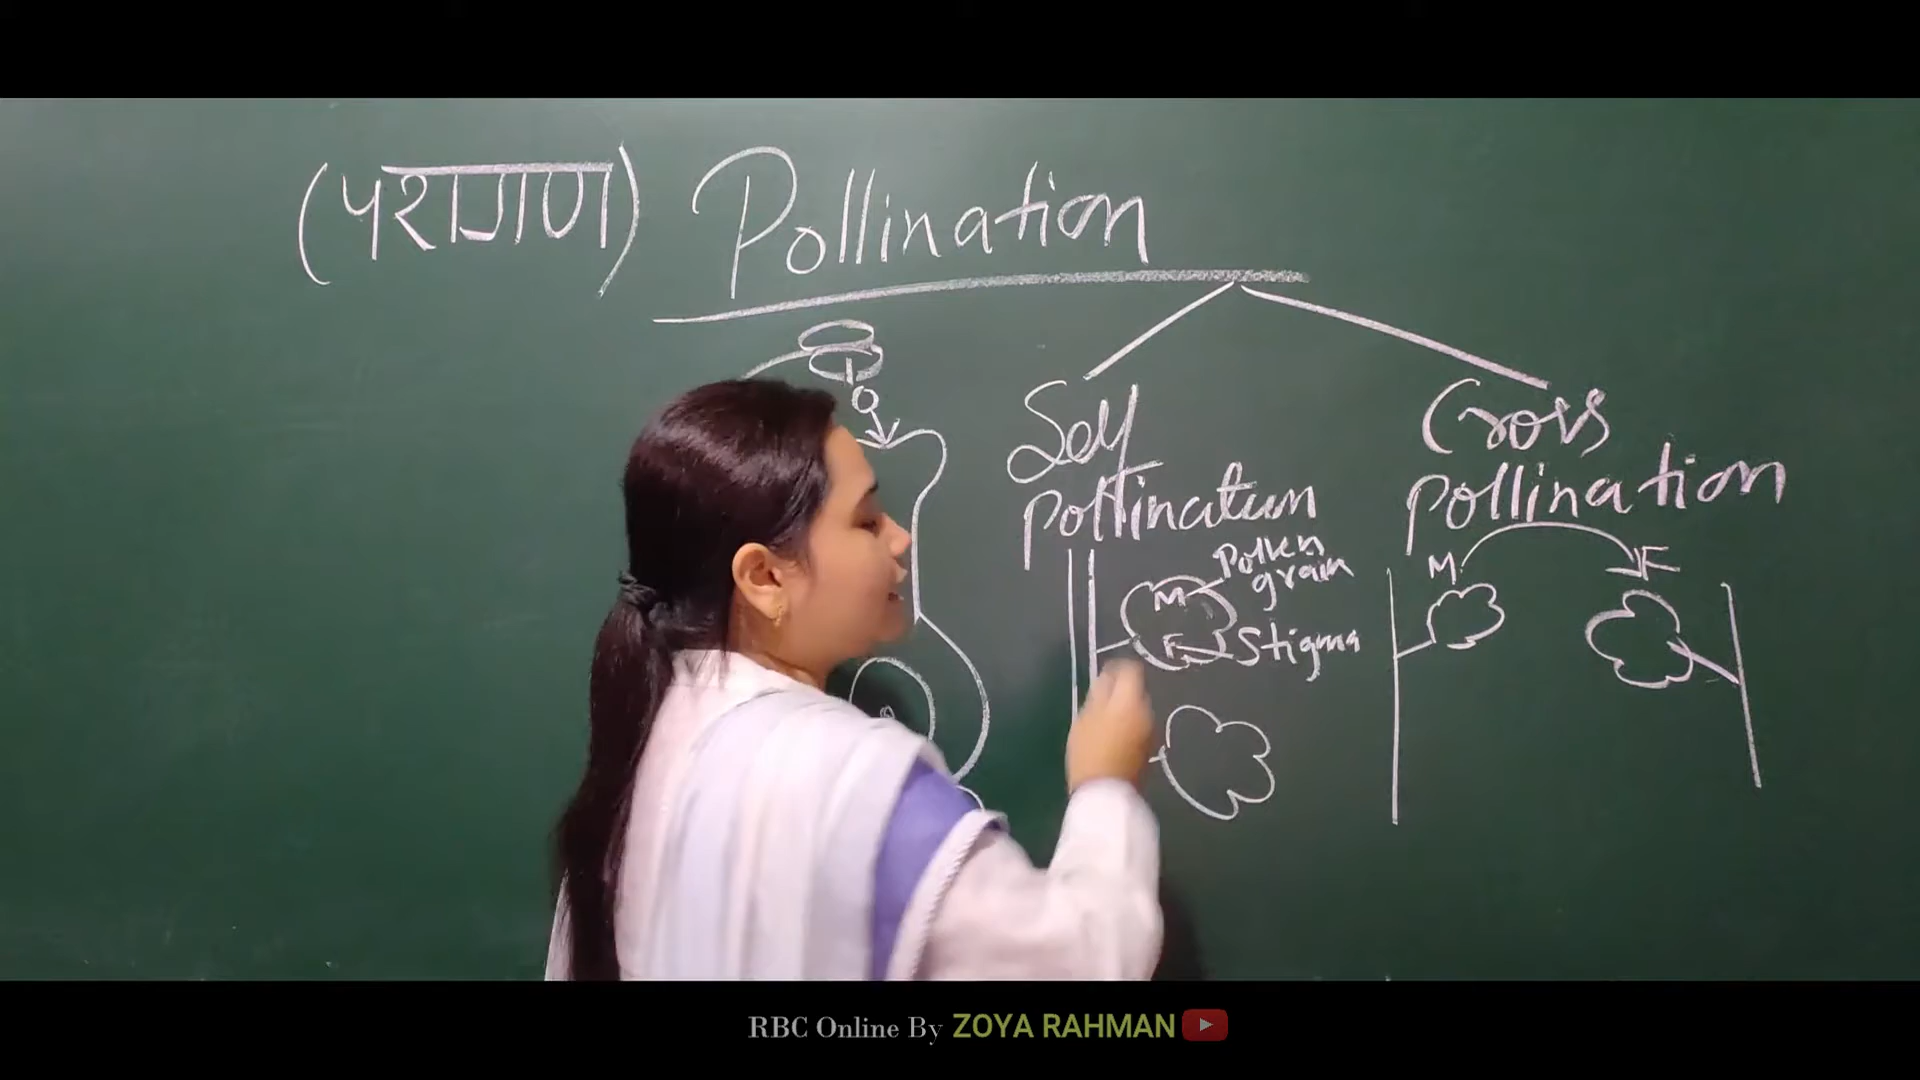 (परागण) Pollination
Self
pollination
Cross
pollination
Pollen
grain
M
F
Stigma
M
F
RBC Online By ZOYA RAHMAN